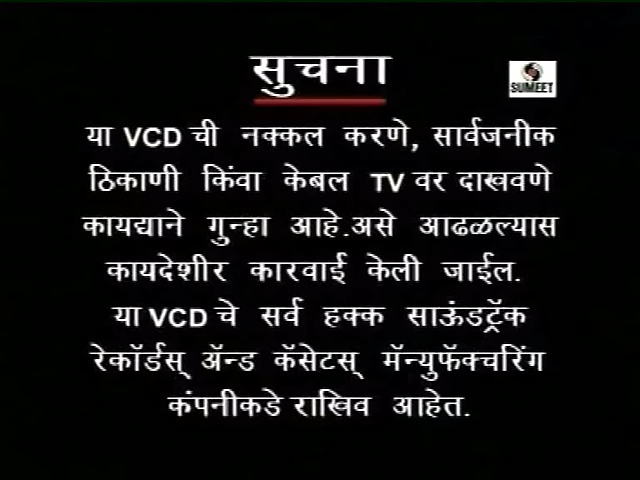 सुचना
SUMEET
या VCD ची नक्कल करणे, सार्वजनीक
ठिकाणी किंवा केबल TV वर दाखवणे
कायद्याने गुन्हा आहे.असे आढळल्यास
कायदेशीर कारवाई केली जाईल.
या VCD चे सर्व हक्क साऊंडट्रॅक
रेकॉर्डस् ॲन्ड कॅसेटस् मॅन्युफॅक्चरिंग
कंपनीकडे राखिव आहेत.